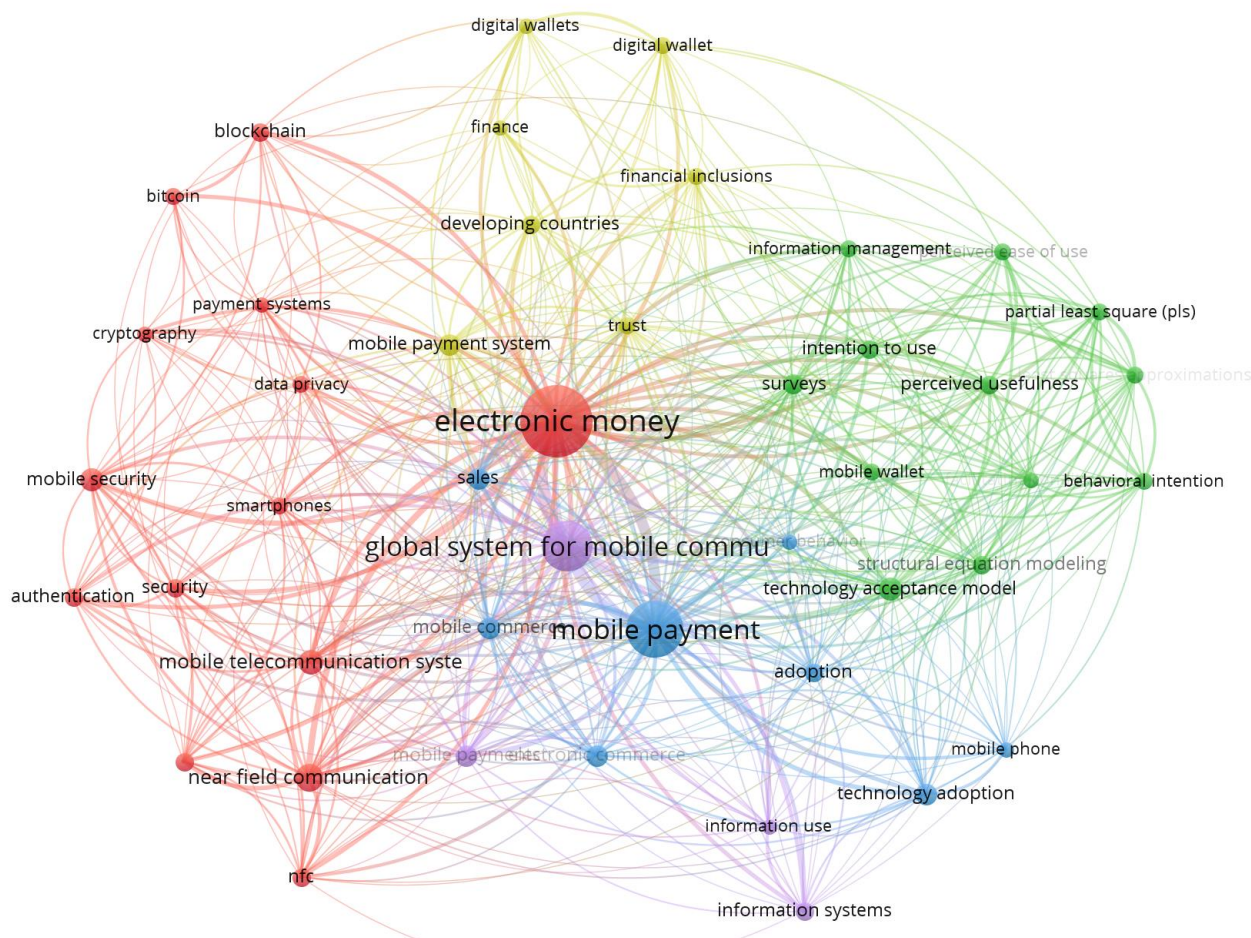 digital wallets
digital wallet
blockchain
finance
financial inclusions
bitcoin
developing countries
information management
perceived ease of use
payment systems
partial least square (pls)
cryptography
trust
mobile payment system
intention to use
data privacy
surveys
perceived usefulness
proximations
electronic money
mobile security
sales
mobile wallet
behavioral intention
smartphones
global system for mobile commu
behavior
structural equation modeling
authentication
security
technology acceptance model
mobile commerce
mobile payment
mobile telecommunication syste
adoption
mobile payments
electronic commerce
mobile phone
near field communication
technology adoption
information use
nfc
information systems